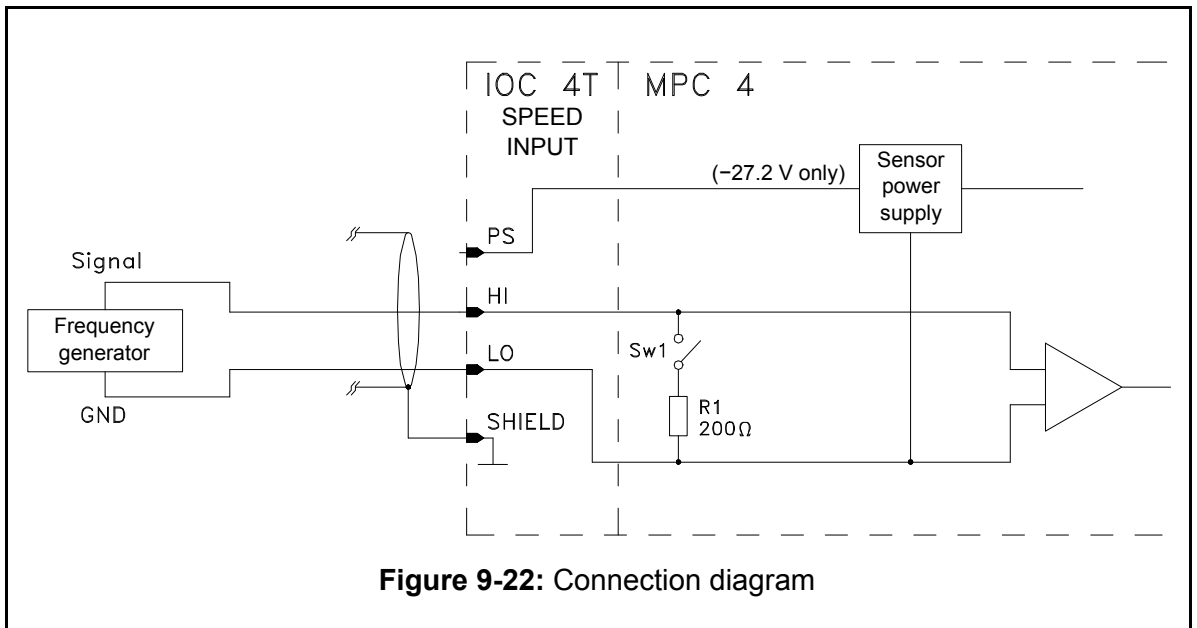 IOC 4T
MPC 4
SPEED
INPUT
(−27.2 V only)
Sensor
power
supply
PS
Signal
HI
Frequency
generator
Sw1
LO
GND
R1
200Ω
SHIELD
Figure 9-22: Connection diagram